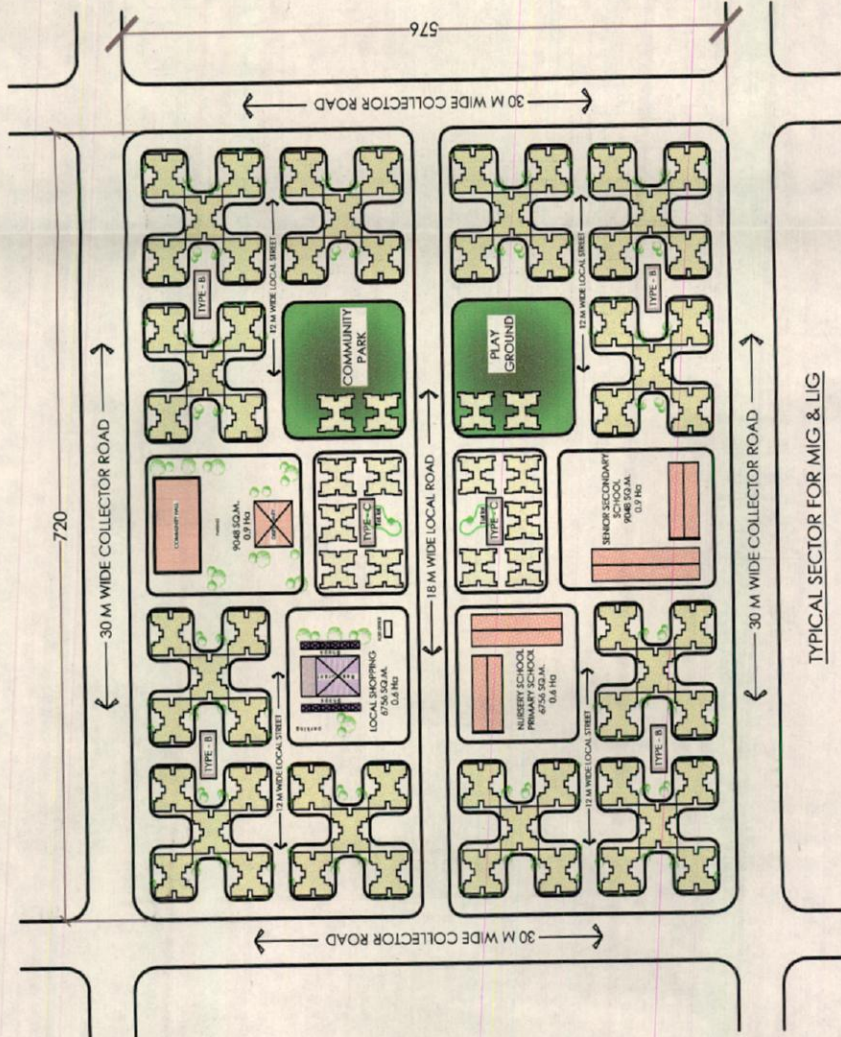 576
30 M WIDE COLLECTOR ROAD
720
30 M WIDE COLLECTOR ROAD
TYPE - B
12 M WIDE LOCAL STREET
COMMUNITY
PARK
PLAY
GROUND
12 M WIDE LOCAL STREET
TYPE - B
COMMUNITY HALL
9048 SQ.M.
0.9 Ha
TYPE-C
18 M WIDE LOCAL ROAD
TYPE-C
SENIOR SECONDARY
SCHOOL
9048 SQ.M.
0.9 Ha
30 M WIDE COLLECTOR ROAD
TYPE - B
12 M WIDE LOCAL STREET
parking
LOCAL SHOPPING
6756 SQ.M.
0.6 Ha
NURSERY SCHOOL
PRIMARY SCHOOL
6756 SQ.M.
0.6 Ha
12 M WIDE LOCAL STREET
TYPE - B
30 M WIDE COLLECTOR ROAD
TYPICAL SECTOR FOR MIG & LIG